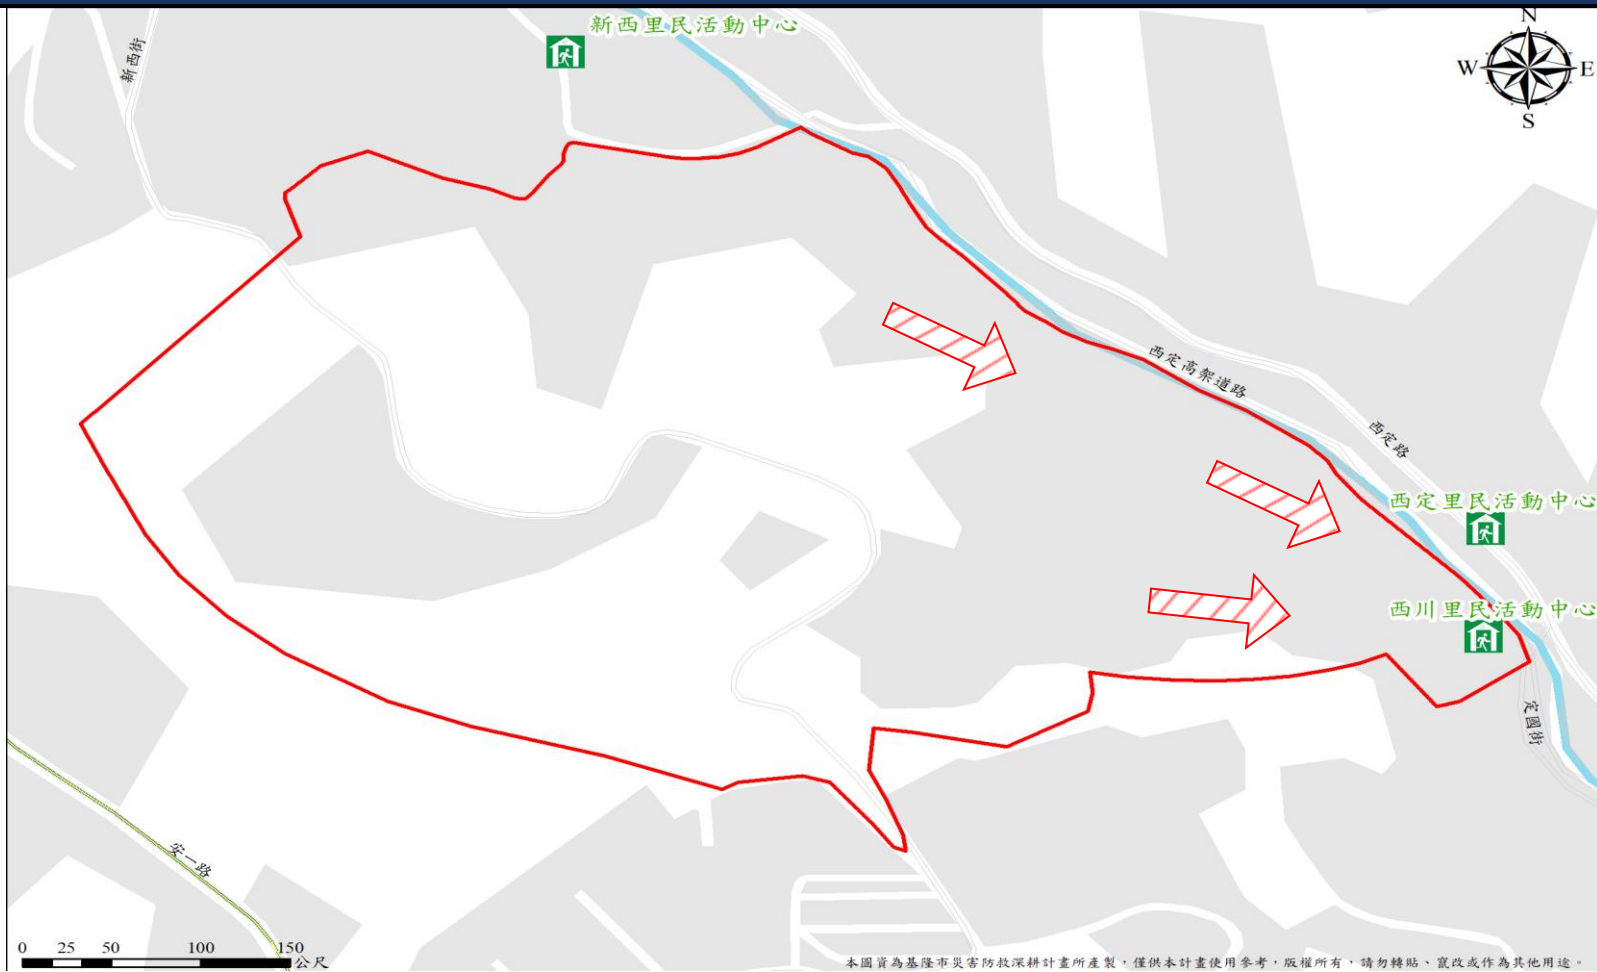 新西里民活動中心
N
W
E
S
新西街
西定高架道路
西定路
西定里民活動中心
西川里民活動中心
定國街
安一路
0 25 50 100 150
公尺
本圖資為基隆市災害防救深耕計畫所產製，僅供本計畫使用參考，版權所有，請勿轉貼、竄改或作為其他用途。